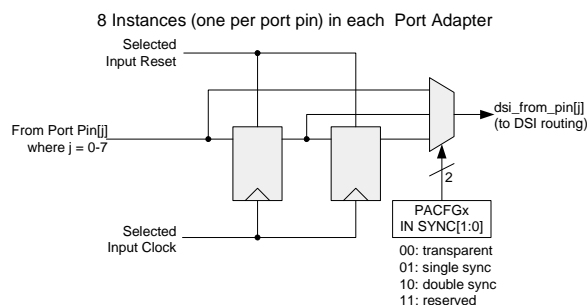 8 Instances (one per port pin) in each Port Adapter
Selected
Input Reset
dsi_from_pin[j]
(to DSI routing)
From Port Pin[j]
where j = 0-7
2
Selected
Input Clock
PACFGx
IN SYNC[1:0]
00: transparent
01: single sync
10: double sync
11: reserved